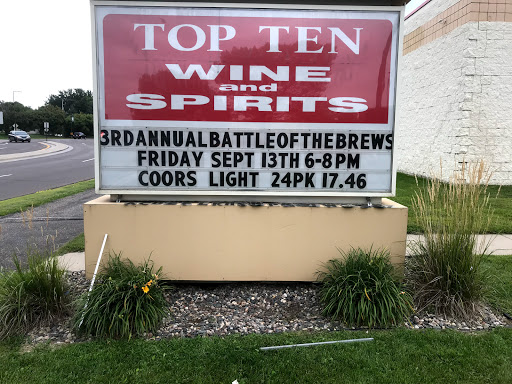 TOP TEN
WINE
and
SPIRITS
3RDANNUALBATTLEOFTHEBREWS
FRIDAY SEPT 13TH 6-8PM
COORS LIGHT 24PK 17.46